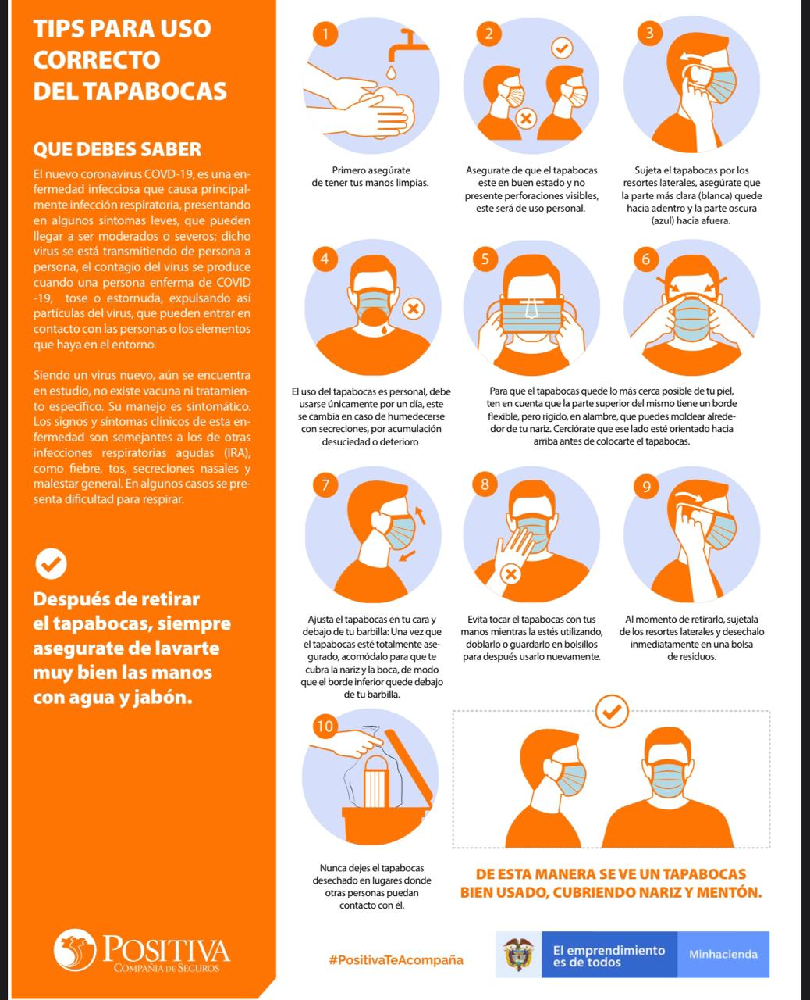 TIPS PARA USO
CORRECTO
DEL TAPABOCAS
QUE DEBES SABER
El nuevo coronavirus COVD-19, es una en-
fermedad infecciosa que causa principal-
mente infección respiratoria, presentando
en algunos síntomas leves, que pueden
llegar a ser moderados o severos; dicho
virus se está transmitiendo de persona a
persona, el contagio del virus se produce
cuando una persona enferma de COVID
-19, tose o estornuda, expulsando así
partículas del virus, que pueden entrar en
contacto con las personas o los elementos
que haya en el entorno.
Siendo un virus nuevo, aún se encuentra
en estudio, no existe vacuna ni tratamien-
to específico. Su manejo es sintomático.
Los signos y síntomas clínicos de esta en-
fermedad son semejantes a los de otras
infecciones respiratorias agudas (IRA),
como fiebre, tos, secreciones nasales y
malestar general. En algunos casos se pre-
senta dificultad para respirar.
Después de retirar
el tapabocas, siempre
asegurate de lavarte
muy bien las manos
con agua y jabón.
POSITIVA
COMPAÑIA DE SEGUROS
1
Primero asegúrate
de tener tus manos limpias.
2
Asegurate de que el tapabocas
este en buen estado y no
presente perforaciones visibles,
este será de uso personal.
3
Sujeta el tapabocas por los
resortes laterales, asegúrate que
la parte más clara (blanca) quede
hacia adentro y la parte oscura
(azul) hacia afuera.
4
El uso del tapabocas es personal, debe
usarse únicamente por un día, este
se cambia en caso de humedecerse
con secreciones, por acumulación
desuciedad o deterioro
5
6
Para que el tapabocas quede lo más cerca posible de tu piel,
ten en cuenta que la parte superior del mismo tiene un borde
flexible, pero rígido, en alambre, que puedes moldear alrede-
dor de tu nariz. Cerciórate que ese lado esté orientado hacia
arriba antes de colocarte el tapabocas.
7
Ajusta el tapabocas en tu cara y
debajo de tu barbilla: Una vez que
el tapabocas esté totalmente ase-
gurado, acomódalo para que te
cubra la nariz y la boca, de modo
que el borde inferior quede debajo
de tu barbilla.
8
Evita tocar el tapabocas con tus
manos mientras la estés utilizando,
doblarlo o guardarlo en bolsillos
para después usarlo nuevamente.
9
Al momento de retirarlo, sujetala
de los resortes laterales y desechalo
inmediatamente en una bolsa
de residuos.
10
Nunca dejes el tapabocas
desechado en lugares donde
otras personas puedan
contacto con él.
DE ESTA MANERA SE VE UN TAPABOCAS
BIEN USADO, CUBRIENDO NARIZ Y MENTÓN.
#PositivaTeAcompaña
El emprendimiento
es de todos
Minhacienda